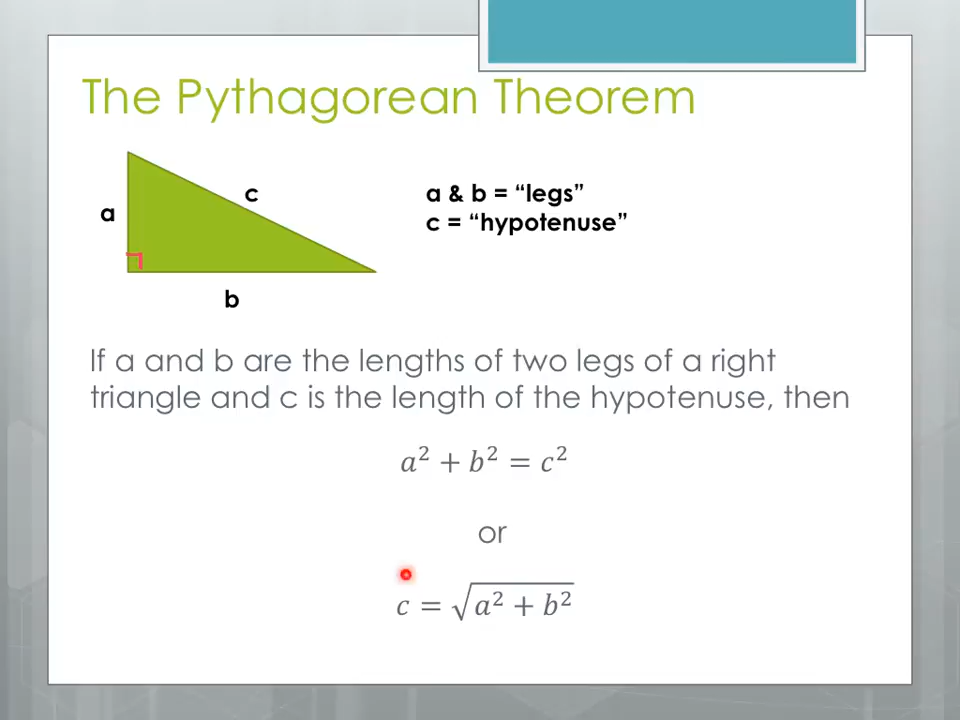 The Pythagorean Theorem
a
c
b
a & b = “legs”
c = “hypotenuse”
If a and b are the lengths of two legs of a right
triangle and c is the length of the hypotenuse, then
a² + b² = c²
or
c = √(a² + b²)